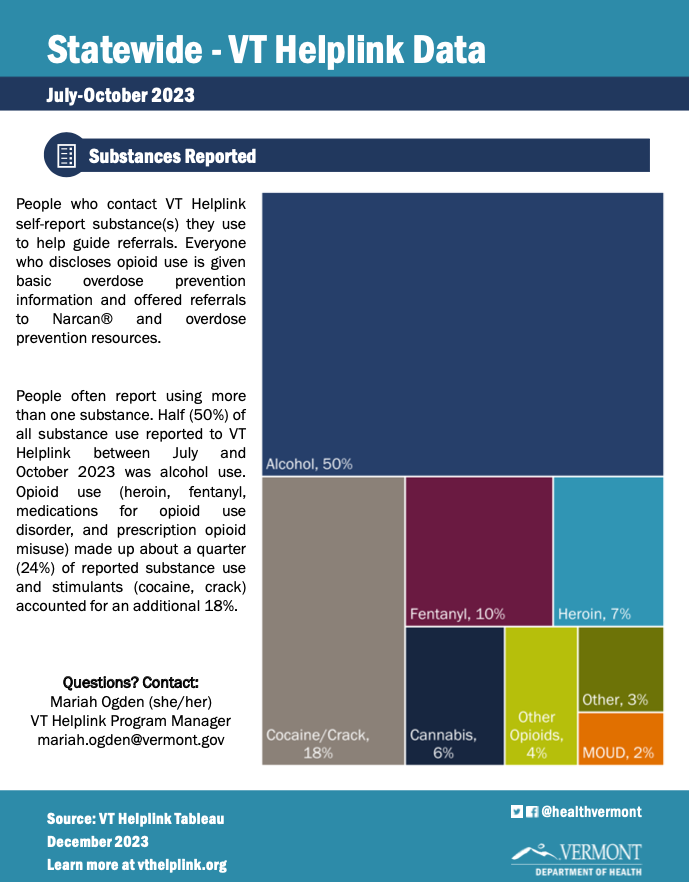 Statewide - VT Helplink Data
July-October 2023
Substances Reported
People who contact VT Helplink
self-report substance(s) they use
to help guide referrals. Everyone
who discloses opioid use is given
basic overdose prevention
information and offered referrals
to Narcan® and overdose
prevention resources.
People often report using more
than one substance. Half (50%) of
all substance use reported to VT
Helplink between July and
October 2023 was alcohol use.
Opioid use (heroin, fentanyl,
medications for opioid use
disorder, and prescription opioid
misuse) made up about a quarter
(24%) of reported substance use
and stimulants (cocaine, crack)
accounted for an additional 18%.
Questions? Contact:
Mariah Ogden (she/her)
VT Helplink Program Manager
mariah.ogden@vermont.gov
Alcohol, 50%
Cocaine/Crack,
18%
Fentanyl, 10%
Heroin, 7%
Cannabis,
6%
Other
Opioids,
4%
Other, 3%
MOUD, 2%
Source: VT Helplink Tableau
December 2023
Learn more at vthelplink.org
@healthvermont
VERMONT
DEPARTMENT OF HEALTH